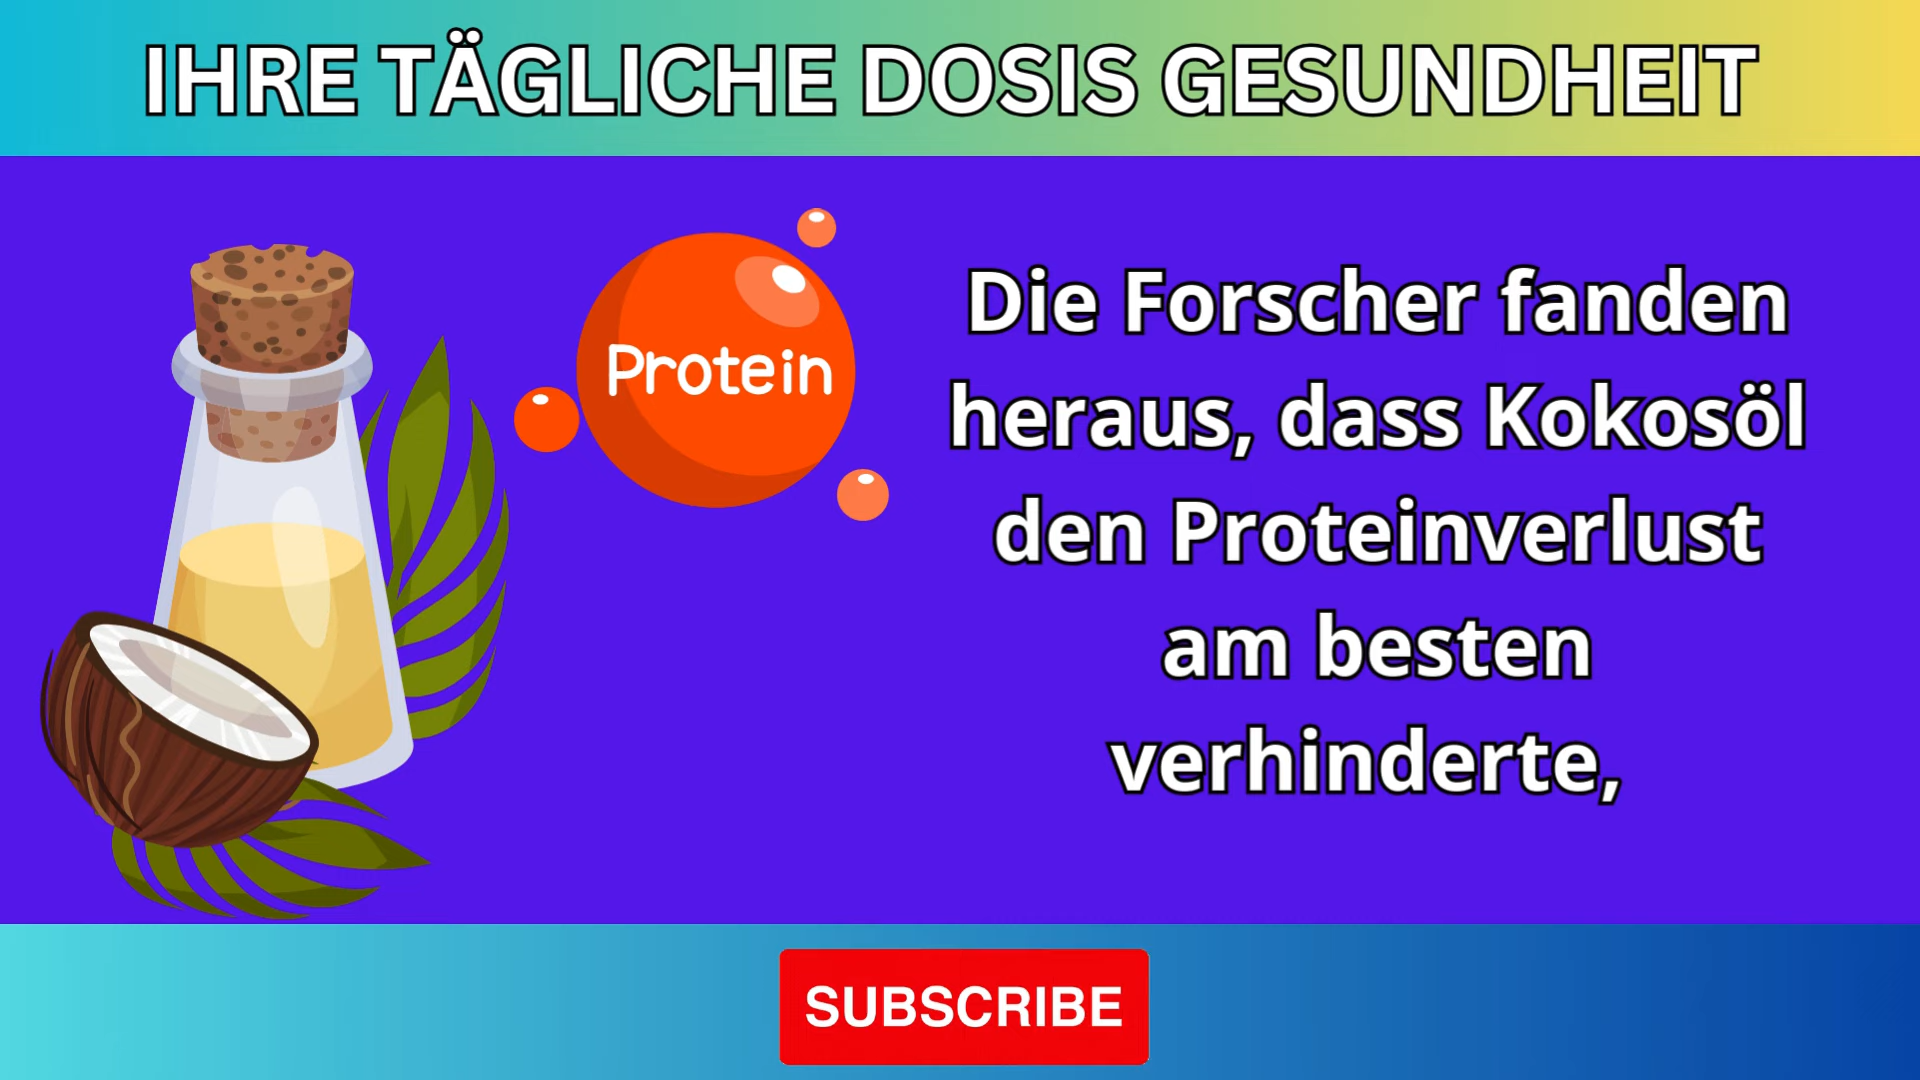 IHRE TÄGLICHE DOSIS GESUNDHEIT
Protein
Die Forscher fanden
heraus, dass Kokosöl
den Proteinverlust
am besten
verhinderte,
SUBSCRIBE